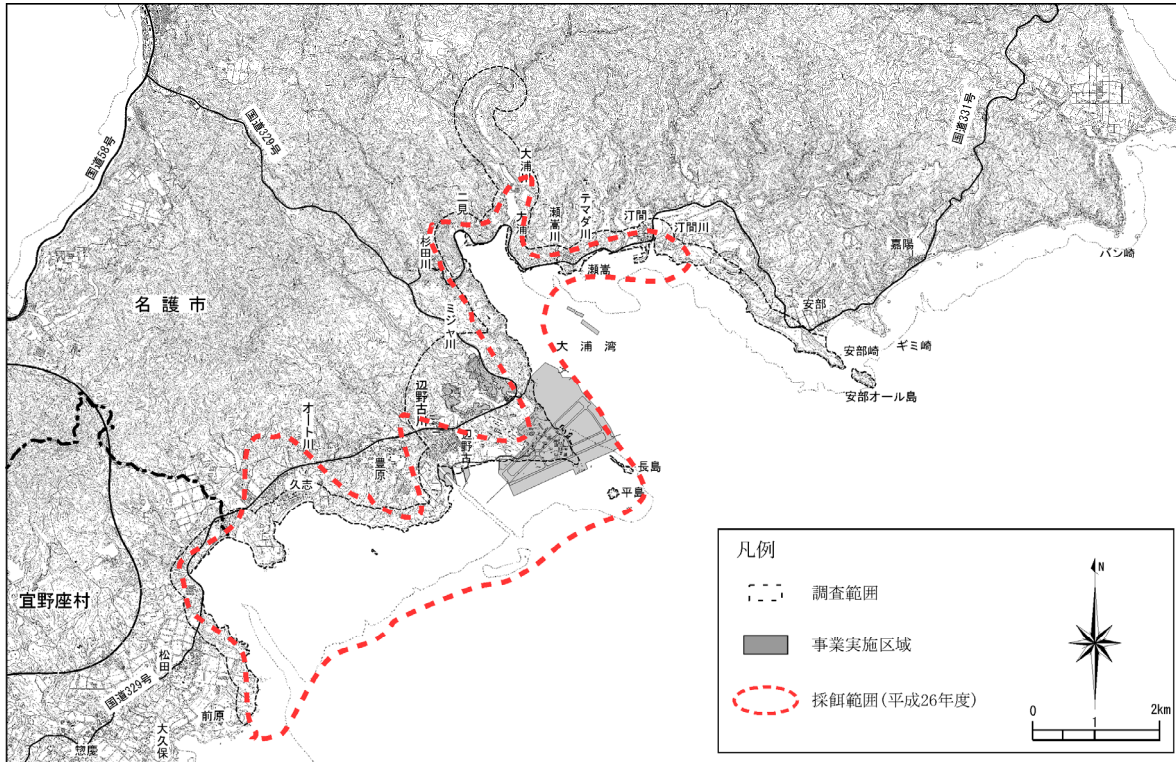 国道58号
国道329号
国道331号
大浦川
二見
大浦
瀬嵩川
テマダ川
汀間
汀間川
杉田川
瀬嵩
嘉陽
バン崎
名護市
ミジャ川
安部
大浦湾
安部崎
ギミ崎
安部オール島
辺野古川
オート川
辺野古
豊原
久志
長島
平島
宜野座村
松田
国道329号
前原
大久保
惣慶
凡例
調査範囲
事業実施区域
採餌範囲(平成26年度)
N
0 1 2km